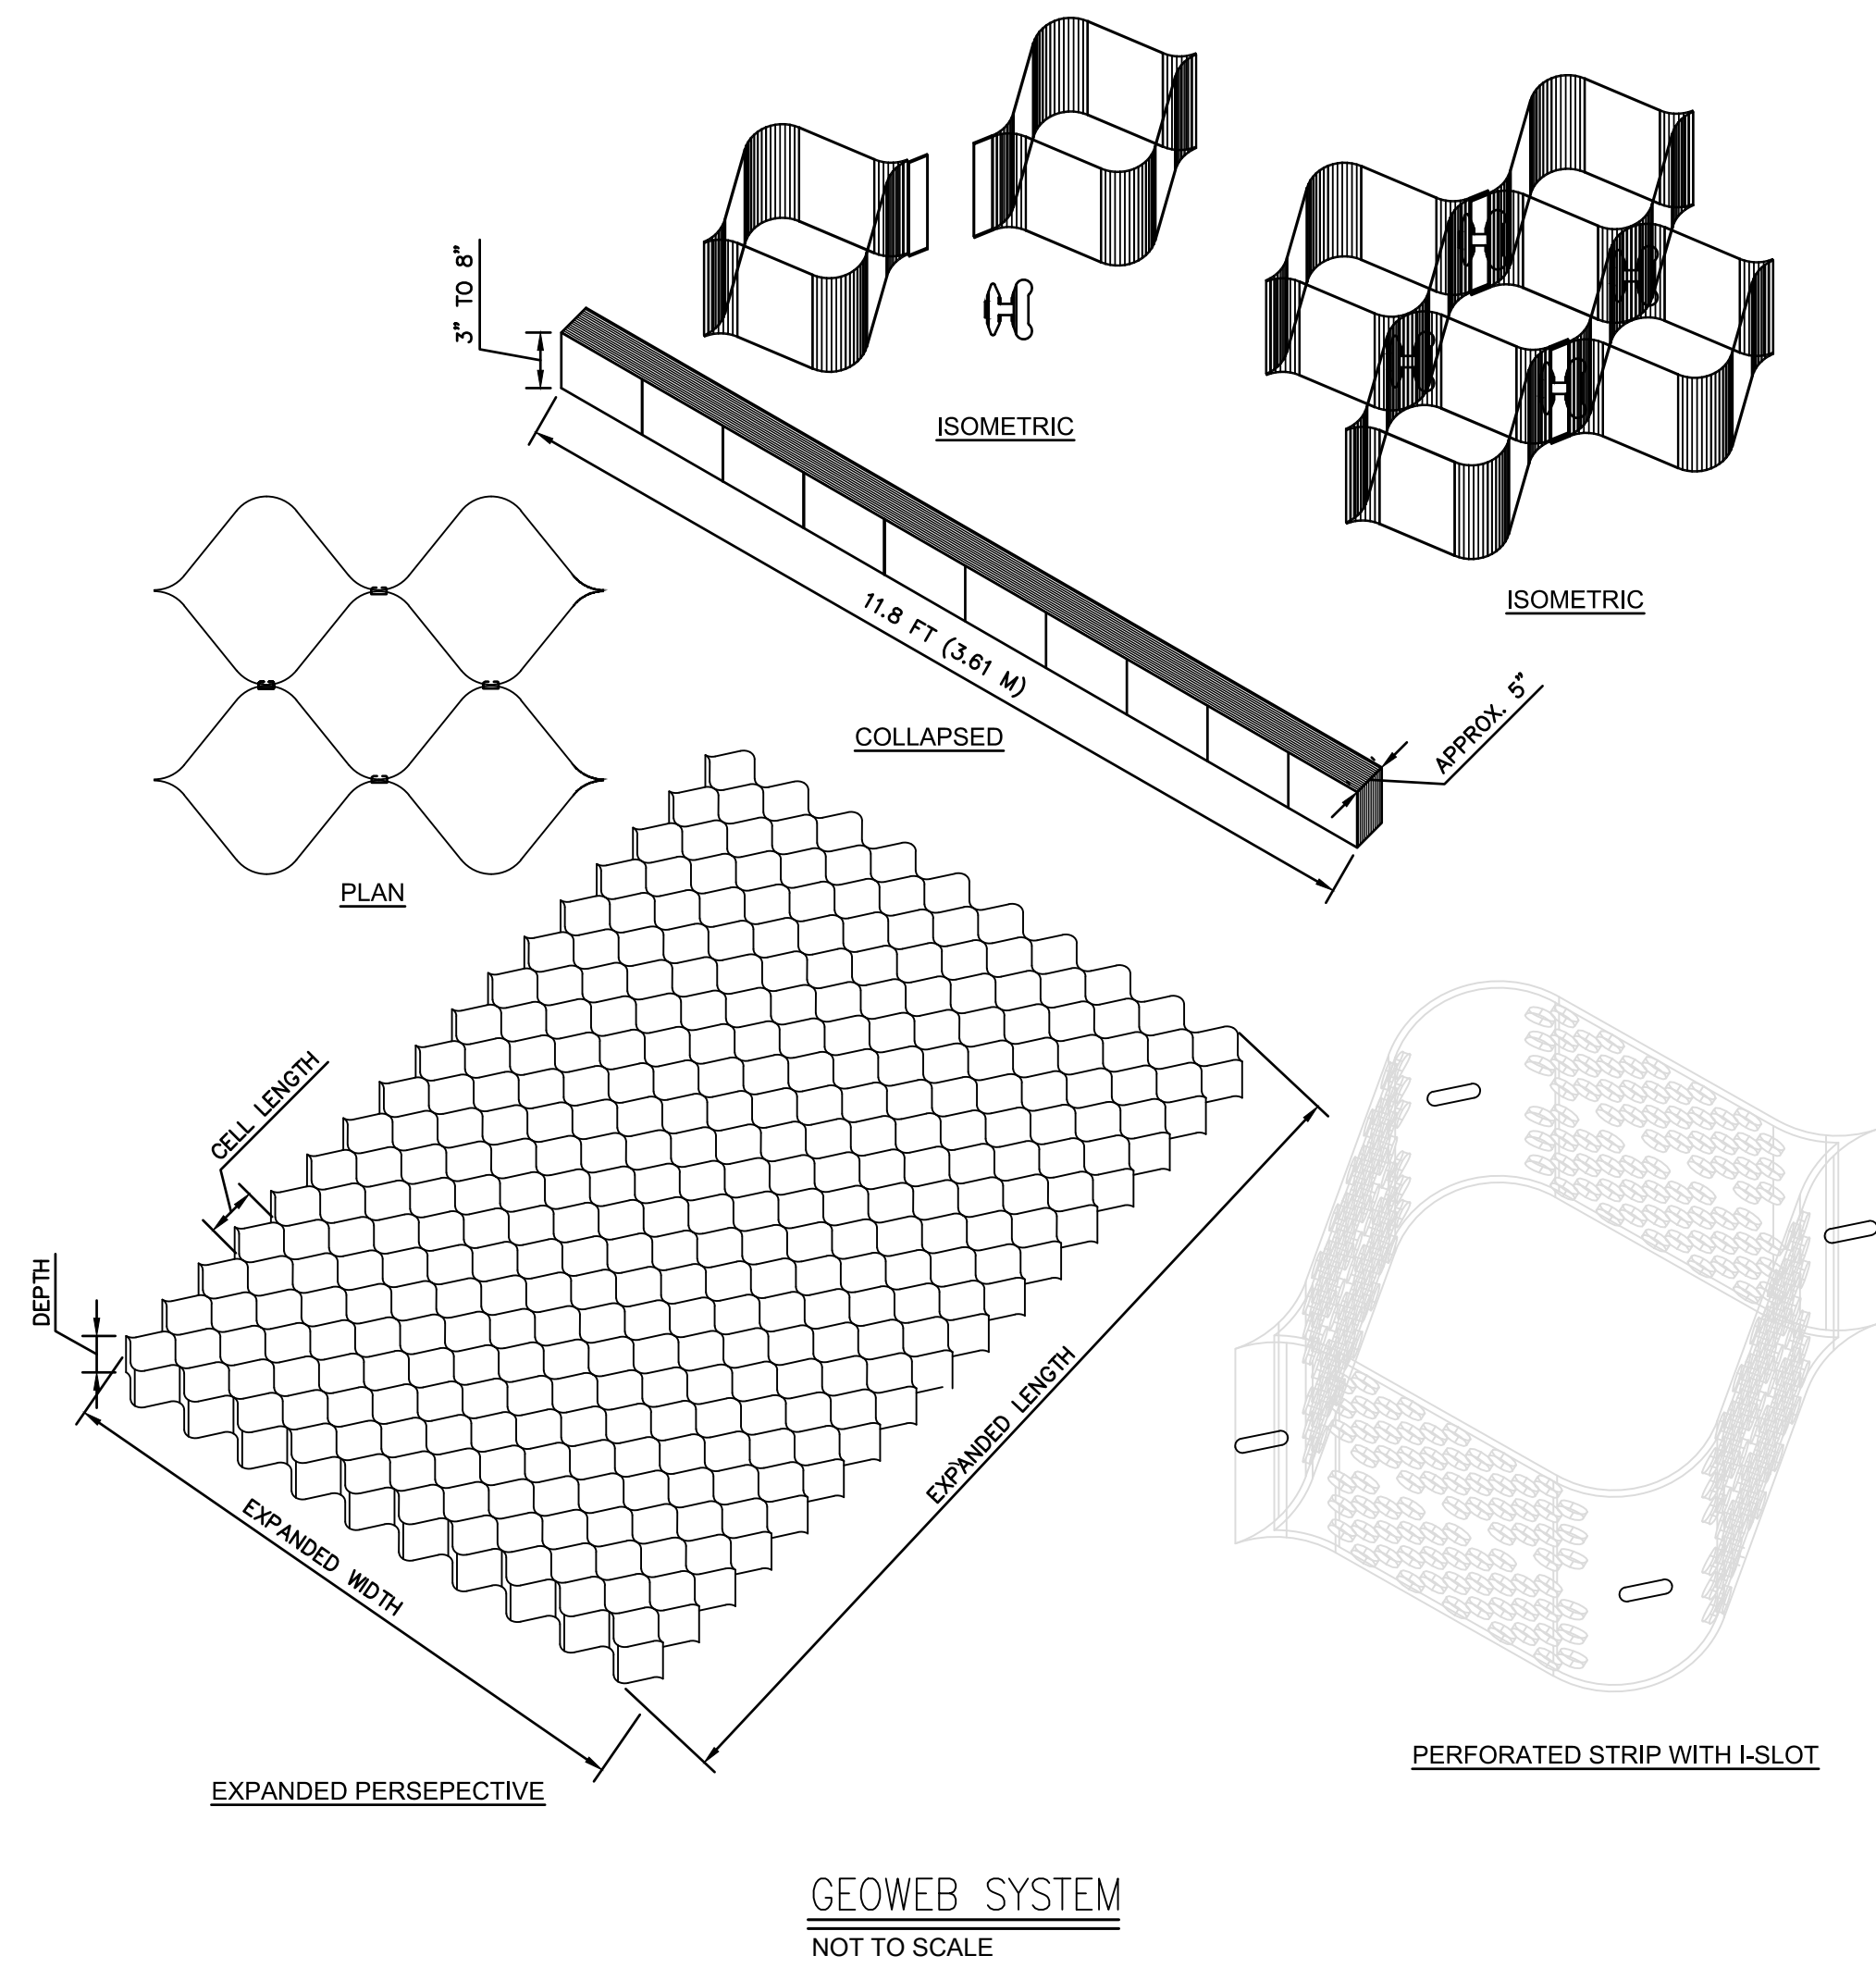 3" TO 8"
ISOMETRIC
ISOMETRIC
11.8 FT (3.61 M)
APPROX. 5"
COLLAPSED
PLAN
CELL LENGTH
DEPTH
EXPANDED WIDTH
EXPANDED LENGTH
EXPANDED PERSEPECTIVE
PERFORATED STRIP WITH I-SLOT
GEOWEB SYSTEM
NOT TO SCALE